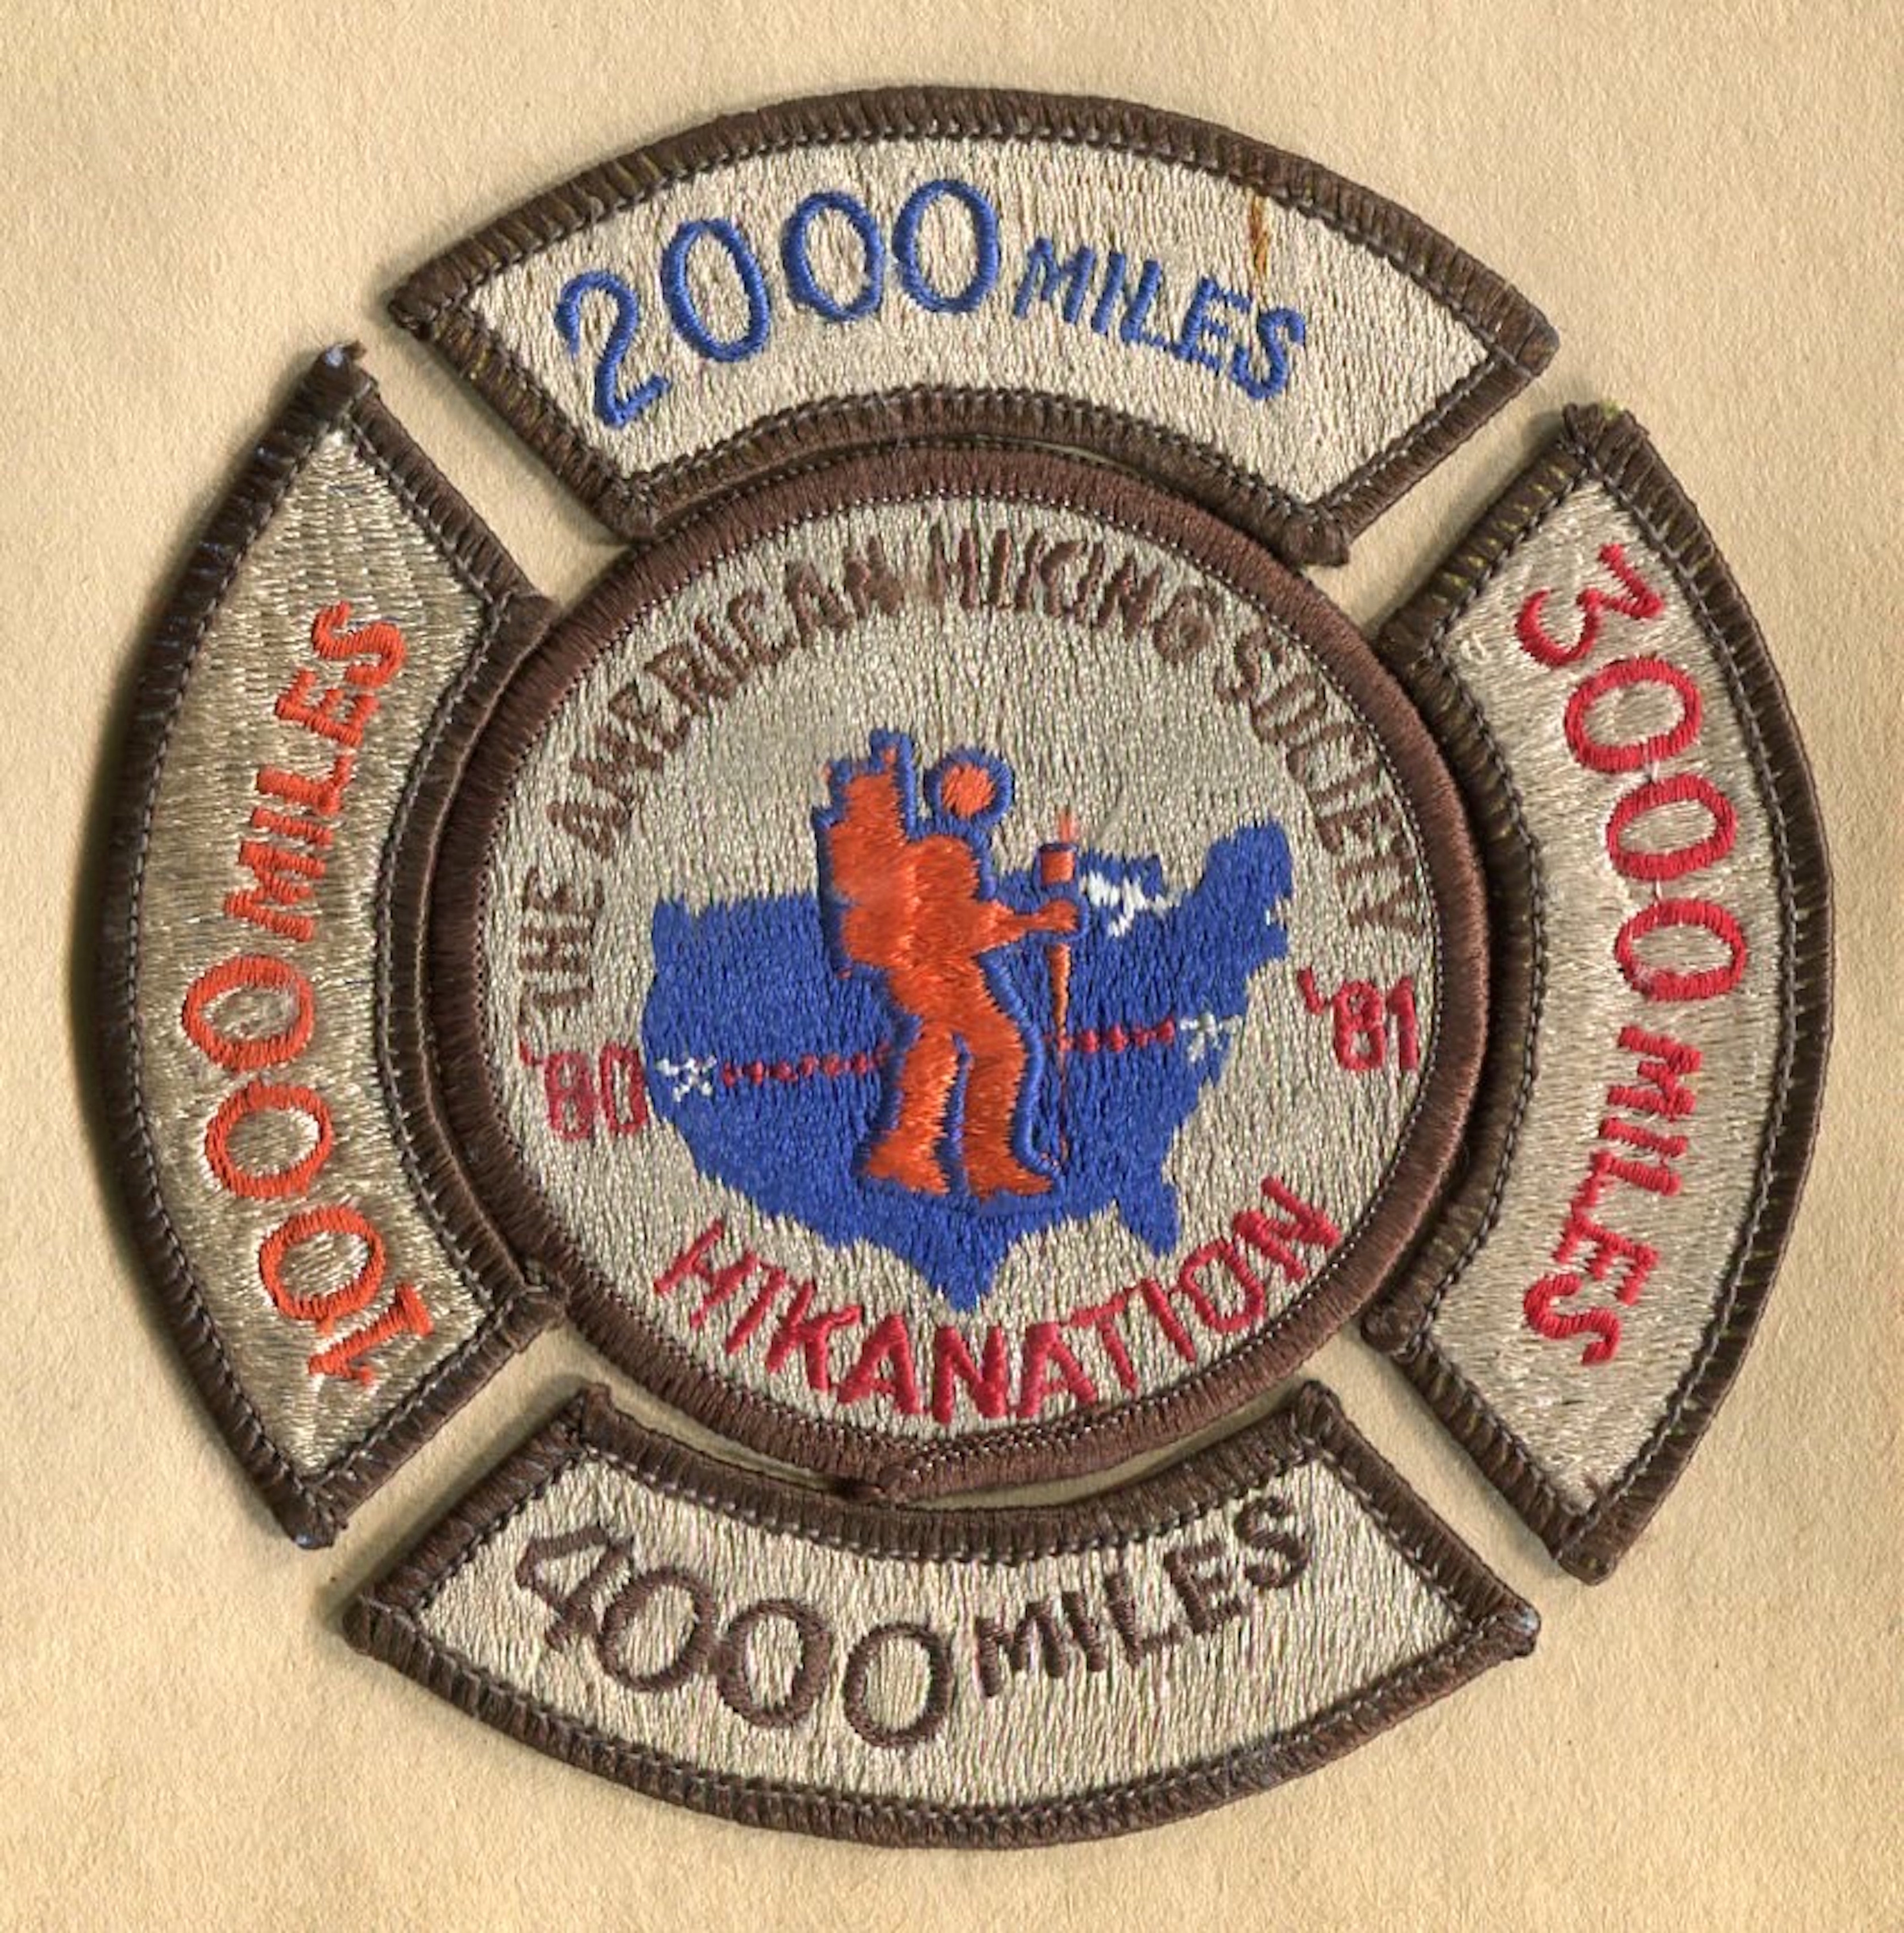 2000 MILES
1000 MILES
3000 MILES
THE AMERICAN HIKING SOCIETY
'80
'81
HIKANATION
4000 MILES